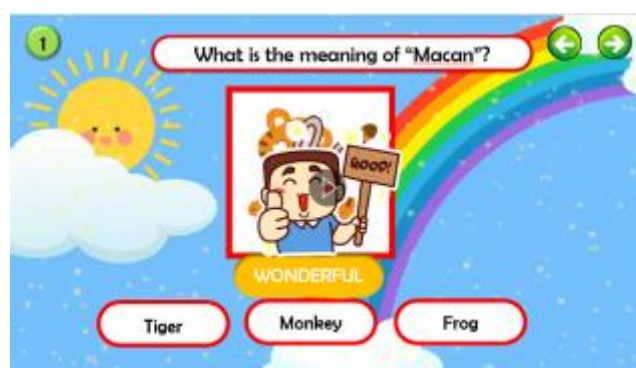 1
What is the meaning of “Macan”?
GOOD!
WONDERFUL
Tiger
Monkey
Frog